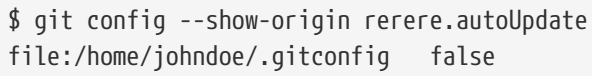 $ git config --show-origin rerere.autoUpdate
file:/home/johndoe/.gitconfig	false